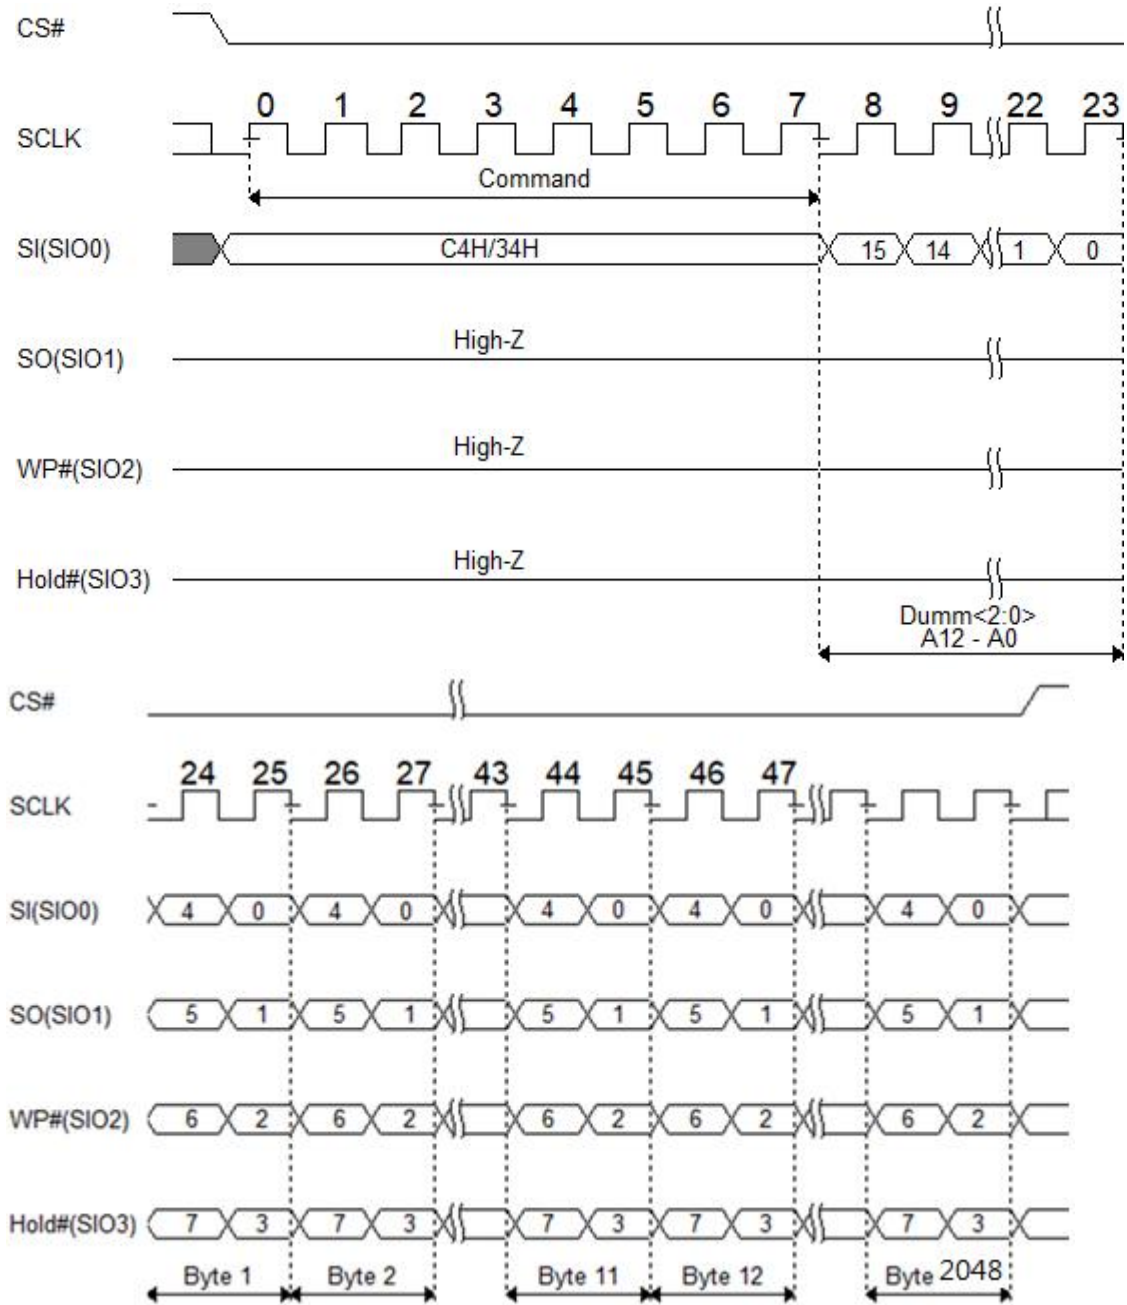 CS#
0 1 2 3 4 5 6 7 8 9 22 23
SCLK
Command
SI(SIO0) C4H/34H 15 14 1 0
High-Z
SO(SIO1)
High-Z
WP#(SIO2)
High-Z
Hold#(SIO3)
Dumm<2:0>
A12 - A0
CS#
24 25 26 27 43 44 45 46 47
SCLK
SI(SIO0) 4 0 4 0 4 0 4 0 4 0
SO(SIO1) 5 1 5 1 5 1 5 1 5 1
WP#(SIO2) 6 2 6 2 6 2 6 2 6 2
Hold#(SIO3) 7 3 7 3 7 3 7 3 7 3
Byte 1 Byte 2 Byte 11 Byte 12 Byte 2048